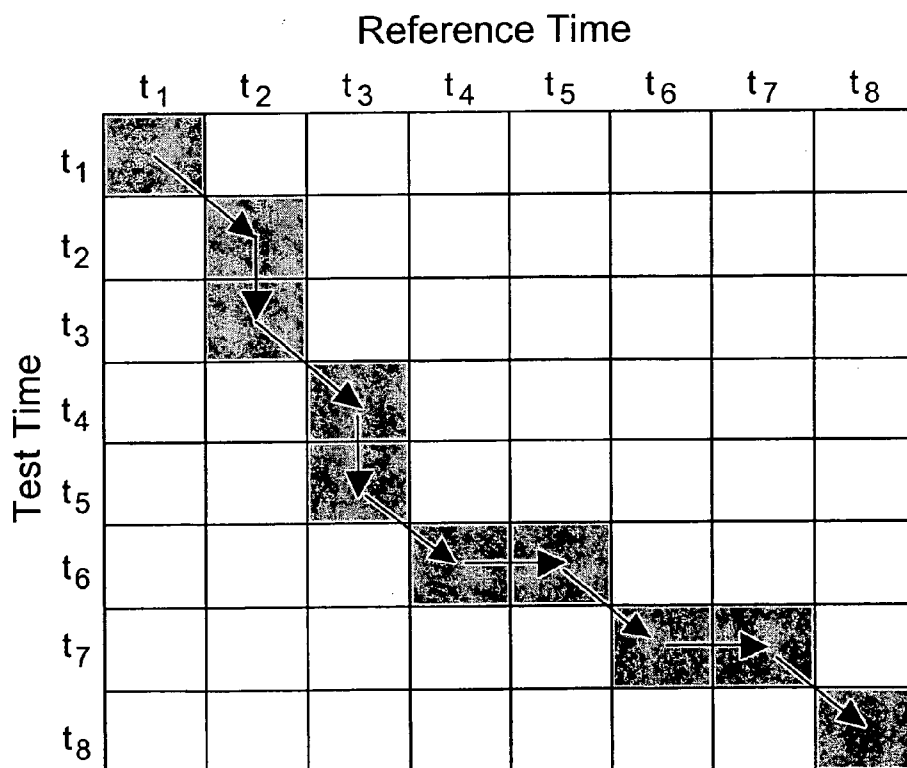 Reference Time
t1 t2 t3 t4 t5 t6 t7 t8
Test Time
t1
t2
t3
t4
t5
t6
t7
t8